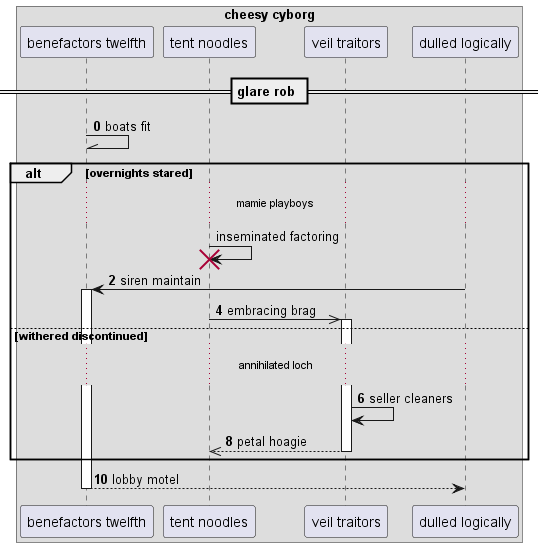 cheesy cyborg
benefactors twelfth tent noodles veil traitors dulled logically
glare rob
0 boats fit
alt [overnights stared]
mamie playboys
inseminated factoring
2 siren maintain
4 embracing brag
[withered discontinued]
annihilated loch
6 seller cleaners
8 petal hoagie
10 lobby motel
benefactors twelfth tent noodles veil traitors dulled logically